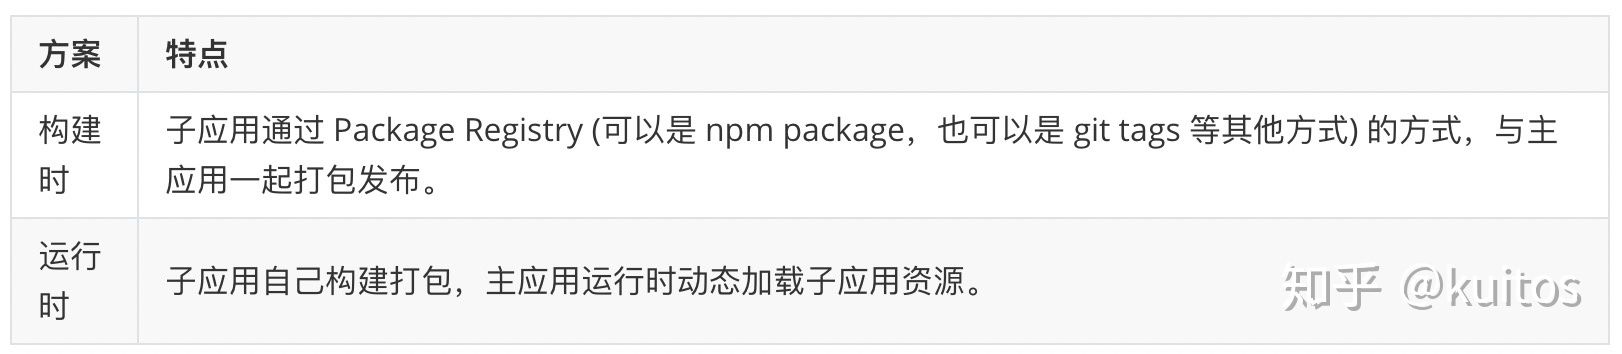 方案
特点
构建
时
子应用通过 Package Registry (可以是 npm package，也可以是 git tags 等其他方式) 的方式，与主
应用一起打包发布。
运行
时
子应用自己构建打包，主应用运行时动态加载子应用资源。
知乎 @kuitos